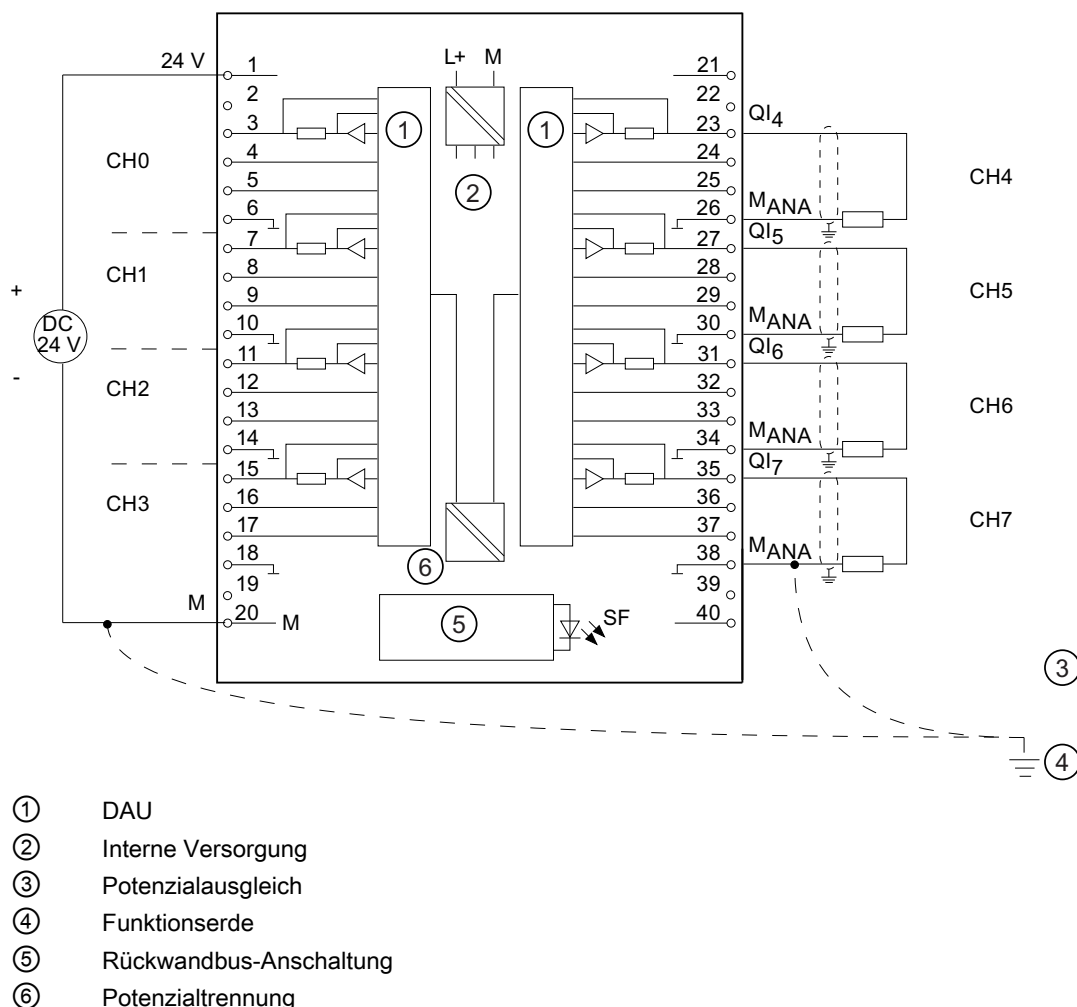 24 V
L+ M
1
2
3
4
5
6
7
8
9
10
11
12
13
14
15
16
17
18
19
20
M
M
CH0
CH1
CH2
CH3
+
DC
24 V
-
①
①
②
⑥
⑤
SF
21
22
23
24
25
26
27
28
29
30
31
32
33
34
35
36
37
38
39
40
QI4
MANA
QI5
MANA
QI6
MANA
QI7
MANA
CH4
CH5
CH6
CH7
③
④
① DAU
② Interne Versorgung
③ Potenzialausgleich
④ Funktionserde
⑤ Rückwandbus-Anschaltung
⑥ Potenzialtrennung